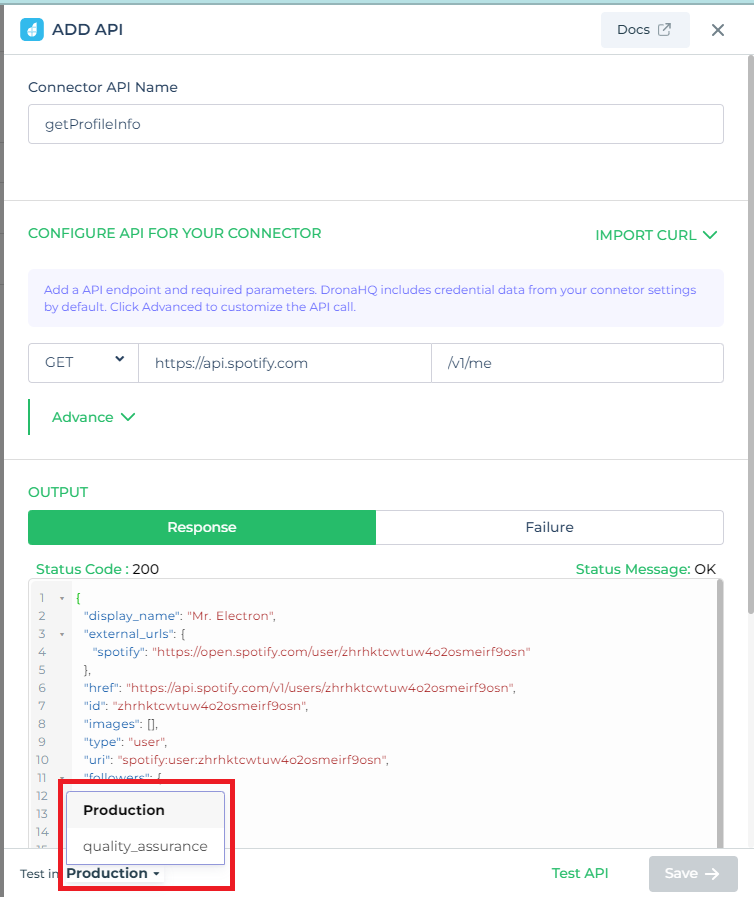 ADD API
Docs
Connector API Name
getProfileInfo
CONFIGURE API FOR YOUR CONNECTOR
IMPORT CURL
Add a API endpoint and required parameters. DronaHQ includes credential data from your connetor settings
by default. Click Advanced to customize the API call.
GET
https://api.spotify.com
/v1/me
Advance
OUTPUT
Response
Failure
Status Code : 200
Status Message: OK
1 {
2 "display_name": "Mr. Electron",
3 "external_urls": {
4 "spotify": "https://open.spotify.com/user/zhrhktcwtuw4o2osmeirf9osn"
5 },
6 "href": "https://api.spotify.com/v1/users/zhrhktcwtuw4o2osmeirf9osn",
7 "id": "zhrhktcwtuw4o2osmeirf9osn",
8 "images": [],
9 "type": "user",
10 "uri": "spotify:user:zhrhktcwtuw4o2osmeirf9osn",
11 "followers": {
12
13
14
15
Production
quality_assurance
Test in Production
Test API
Save